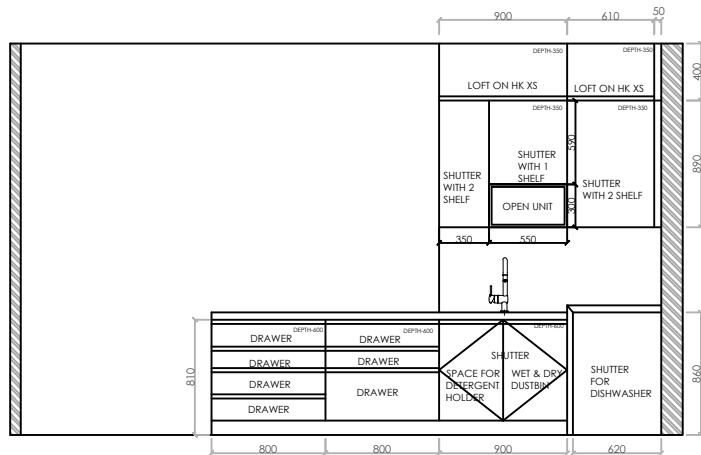 50
900
610
DEPTH-350
DEPTH-350
400
LOFT ON HK XS
LOFT ON HK XS
DEPTH-350
DEPTH-350
590
890
SHUTTER
WITH 1
SHELF
SHUTTER
WITH 2
SHELF
SHUTTER
WITH 2 SHELF
OPEN UNIT
300
350
550
DEPTH-600
DEPTH-600
DEPTH-600
DRAWER
DRAWER
DRAWER
DRAWER
DRAWER
DRAWER
DRAWER
SHUTTER
SPACE FOR
DETERGENT
HOLDER
WET & DRY
DUSTBIN
SHUTTER
FOR
DISHWASHER
810
860
800
800
900
620